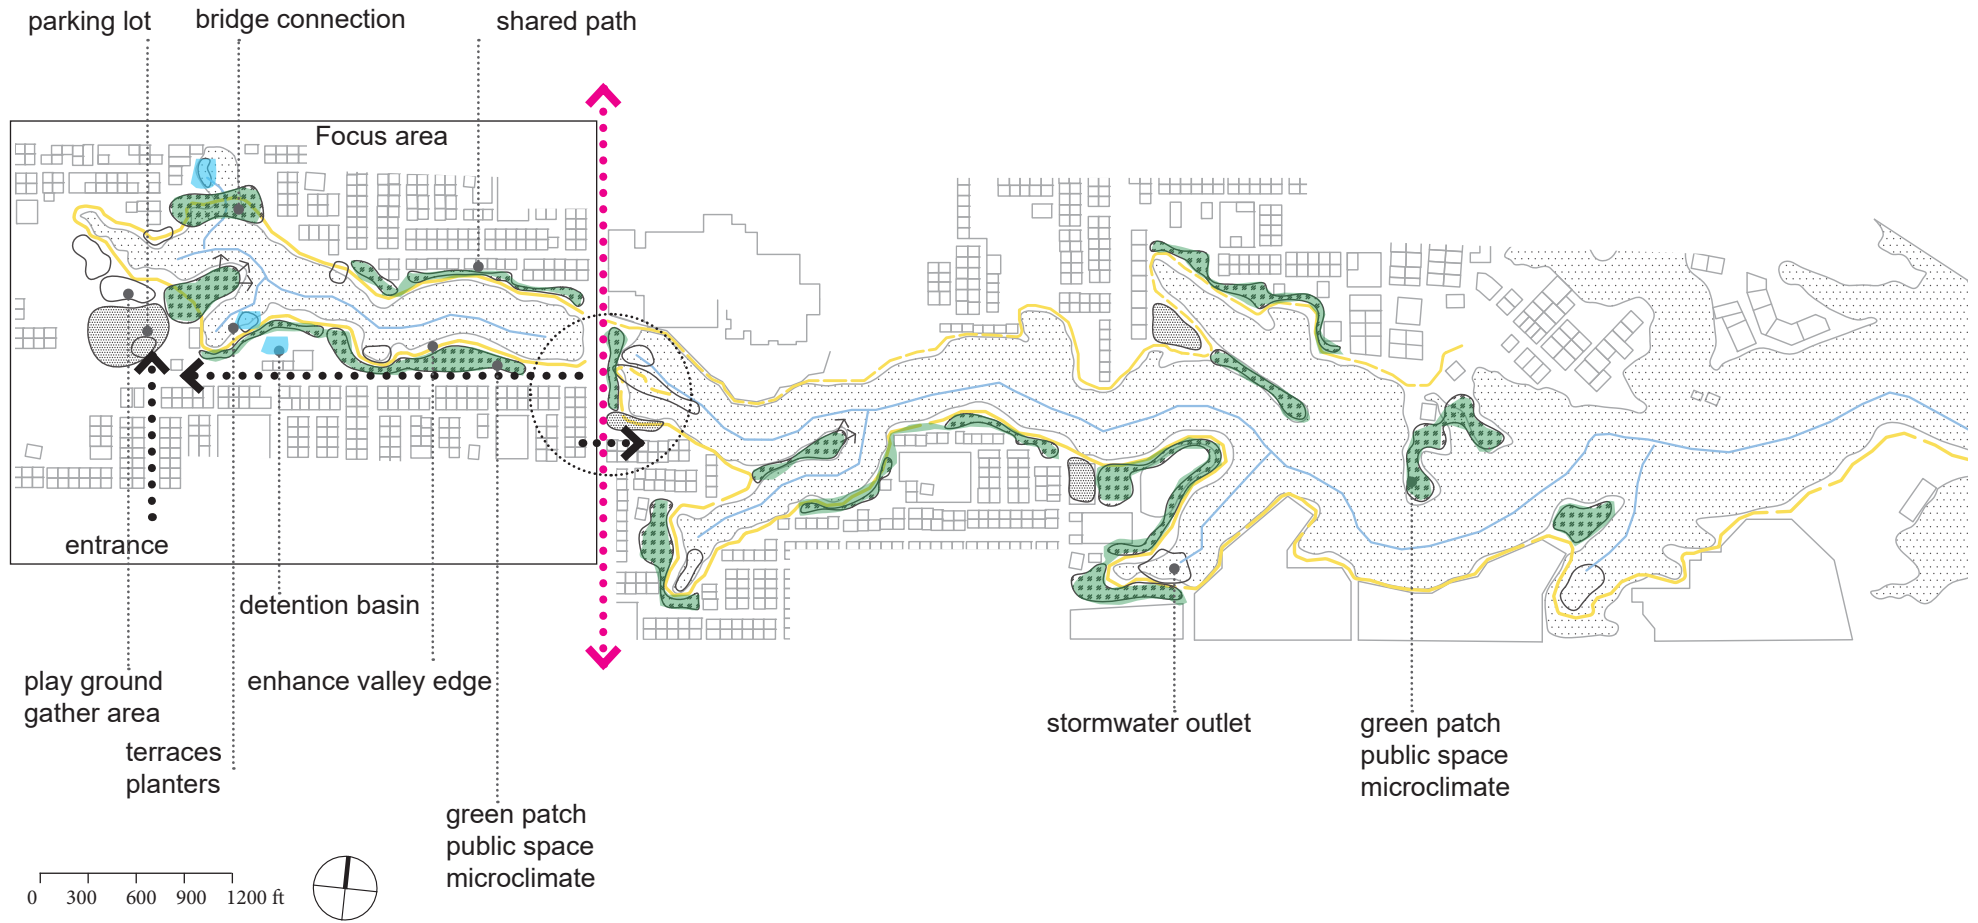 parking lot
bridge connection
shared path
Focus area
entrance
detention basin
play ground
gather area
enhance valley edge
terraces
planters
stormwater outlet
green patch
public space
microclimate
green patch
public space
microclimate
0 300 600 900 1200 ft